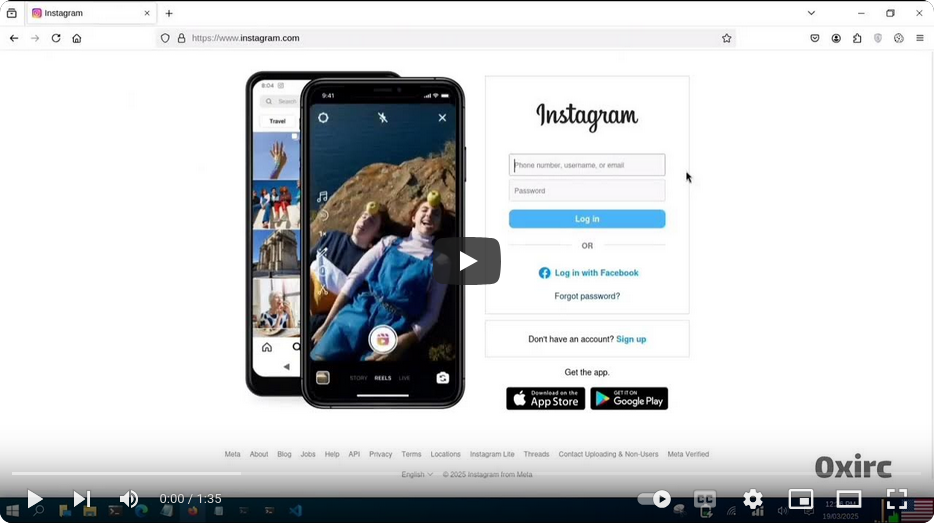 Instagram
https://www.instagram.com
8:04
Search
Travel
9:41
1x
STORY REELS LIVE
Instagram
Phone number, username, or email
Password
Log in
OR
Log in with Facebook
Forgot password?
Don't have an account? Sign up
Get the app.
Download on the
App Store
GET IT ON
Google Play
Meta About Blog Jobs Help API Privacy Terms Locations Instagram Lite Threads Contact Uploading & Non-Users Meta Verified
English © 2025 Instagram from Meta
0xirc
0:00 / 1:35
CC
19/03/2025